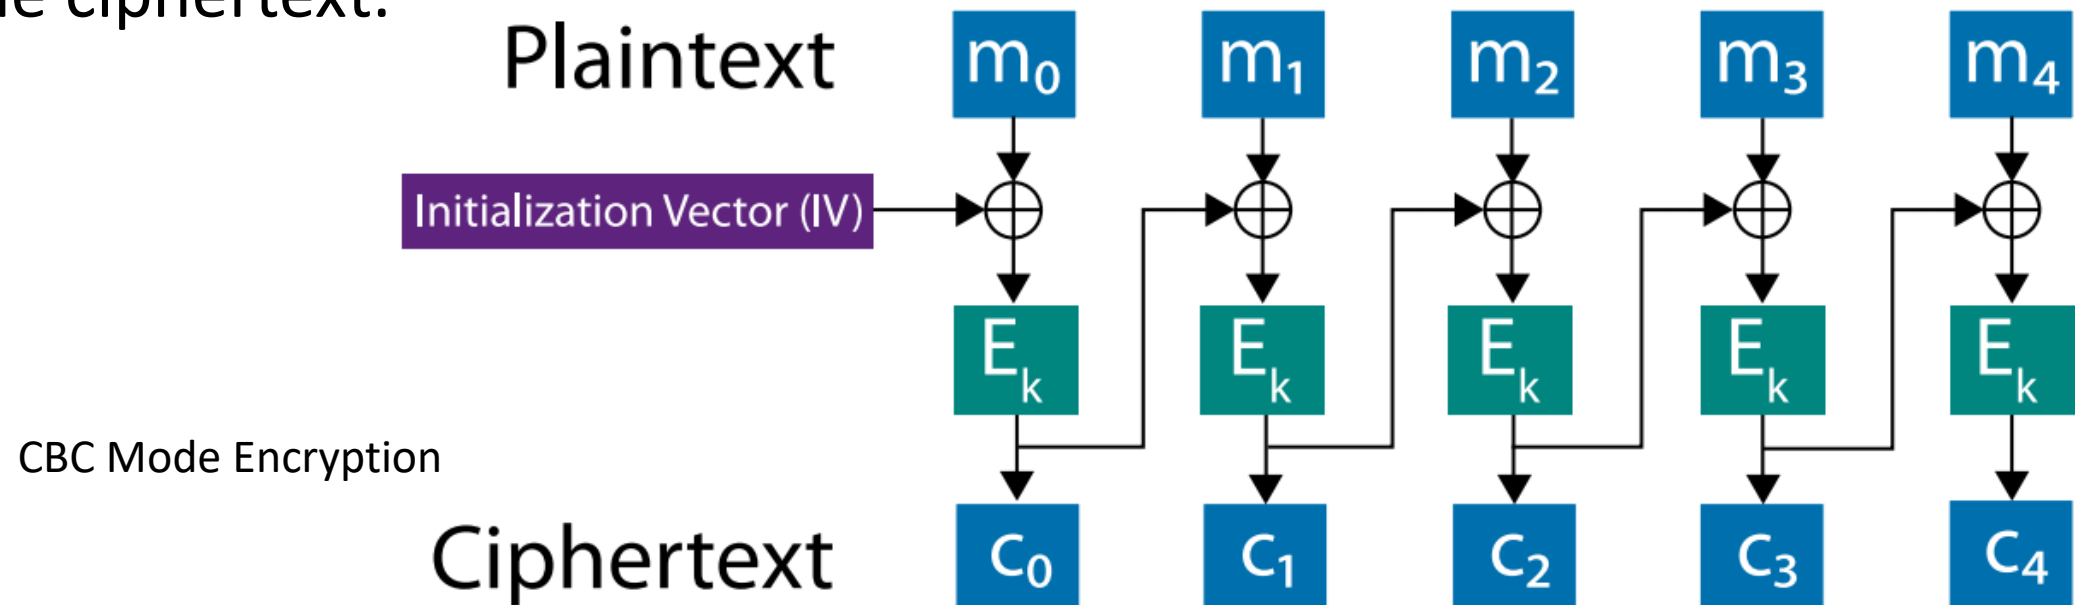 ciphertext.
Plaintext m₀ m₁ m₂ m₃ m₄
Initialization Vector (IV)
Eₖ Eₖ Eₖ Eₖ Eₖ
CBC Mode Encryption
Ciphertext c₀ c₁ c₂ c₃ c₄